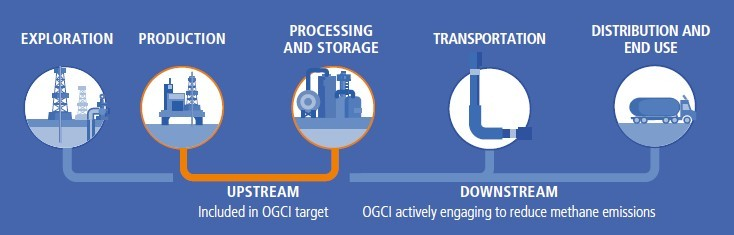 EXPLORATION
PRODUCTION
PROCESSING
AND STORAGE
TRANSPORTATION
DISTRIBUTION AND
END USE
UPSTREAM
Included in OGCI target
DOWNSTREAM
OGCI actively engaging to reduce methane emissions